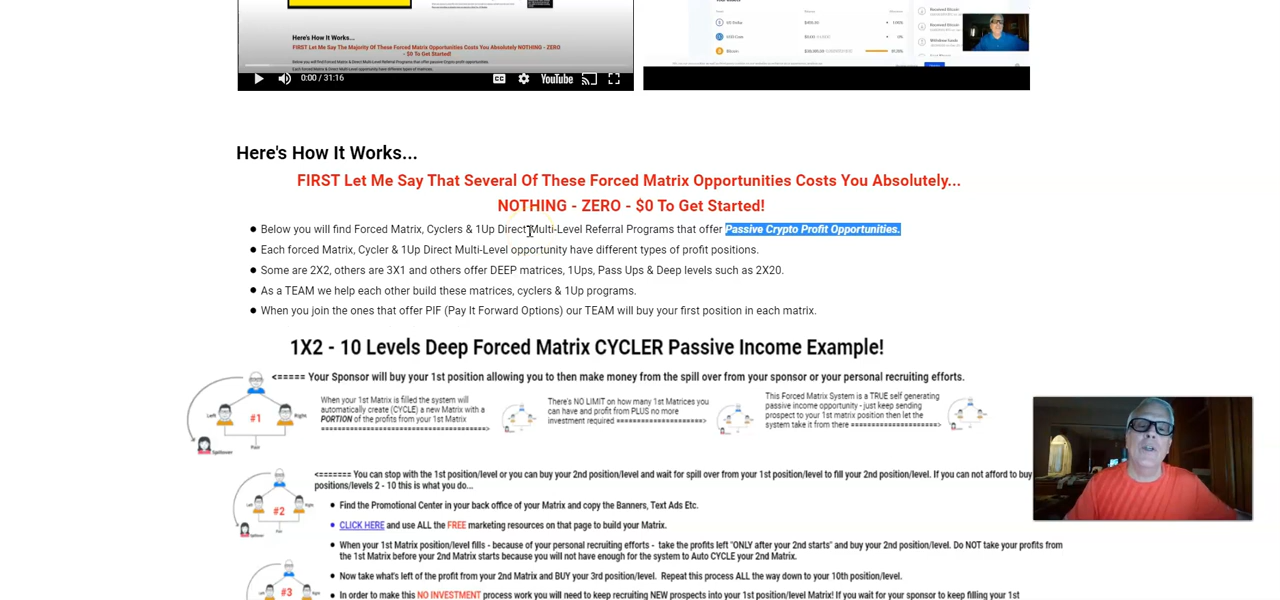 Here's How It Works...
FIRST Let Me Say The Majority Of These Forced Matrix Opportunities Costs You Absolutely NOTHING - ZERO
- $0 To Get Started!
0:00 / 31:16
CC
YouTube
Here's How It Works...
FIRST Let Me Say That Several Of These Forced Matrix Opportunities Costs You Absolutely...
NOTHING - ZERO - $0 To Get Started!
● Below you will find Forced Matrix, Cyclers & 1Up Direct Multi-Level Referral Programs that offer Passive Crypto Profit Opportunities.
● Each forced Matrix, Cycler & 1Up Direct Multi-Level opportunity have different types of profit positions.
● Some are 2X2, others are 3X1 and others offer DEEP matrices, 1Ups, Pass Ups & Deep levels such as 2X20.
● As a TEAM we help each other build these matrices, cyclers & 1Up programs.
● When you join the ones that offer PIF (Pay It Forward Options) our TEAM will buy your first position in each matrix.
1X2 - 10 Levels Deep Forced Matrix CYCLER Passive Income Example!
<===== Your Sponsor will buy your 1st position allowing you to then make money from the spill over from your sponsor or your personal recruiting efforts.
Left #1 Right
Spillover
When your 1st Matrix is filled the system will
automatically create (CYCLE) a new Matrix with a
PORTION of the profits from your 1st Matrix
There's NO LIMIT on how many 1st Matrices you
can have and profit from PLUS no more
investment required
This Forced Matrix System is a TRUE self generating
passive income opportunity - just keep sending
prospect to your 1st matrix position then let the
system take it from there
<======= You can stop with the 1st position/level or you can buy your 2nd position/level and wait for spill over from your 1st position/level to fill your 2nd position/level. If you can not afford to buy
positions/levels 2 - 10 this is what you do...
#2
● Find the Promotional Center in your back office of your Matrix and copy the Banners, Text Ads Etc.
● CLICK HERE and use ALL the FREE marketing resources on that page to build your Matrix.
● When your 1st Matrix position/level fills - because of your personal recruiting efforts - take the profits left "ONLY after your 2nd starts" and buy your 2nd position/level. Do NOT take your profits from
the 1st Matrix before your 2nd Matrix starts because you will not have enough for the system to Auto CYCLE your 2nd Matrix.
● Now take what's left of the profit from your 2nd Matrix and BUY your 3rd position/level. Repeat this process ALL the way down to your 10th position/level.
#3
● In order to make this NO INVESTMENT process work you will need to keep recruiting NEW prospects into your 1st position/level Matrix! If you wait for your sponsor to keep filling your 1st